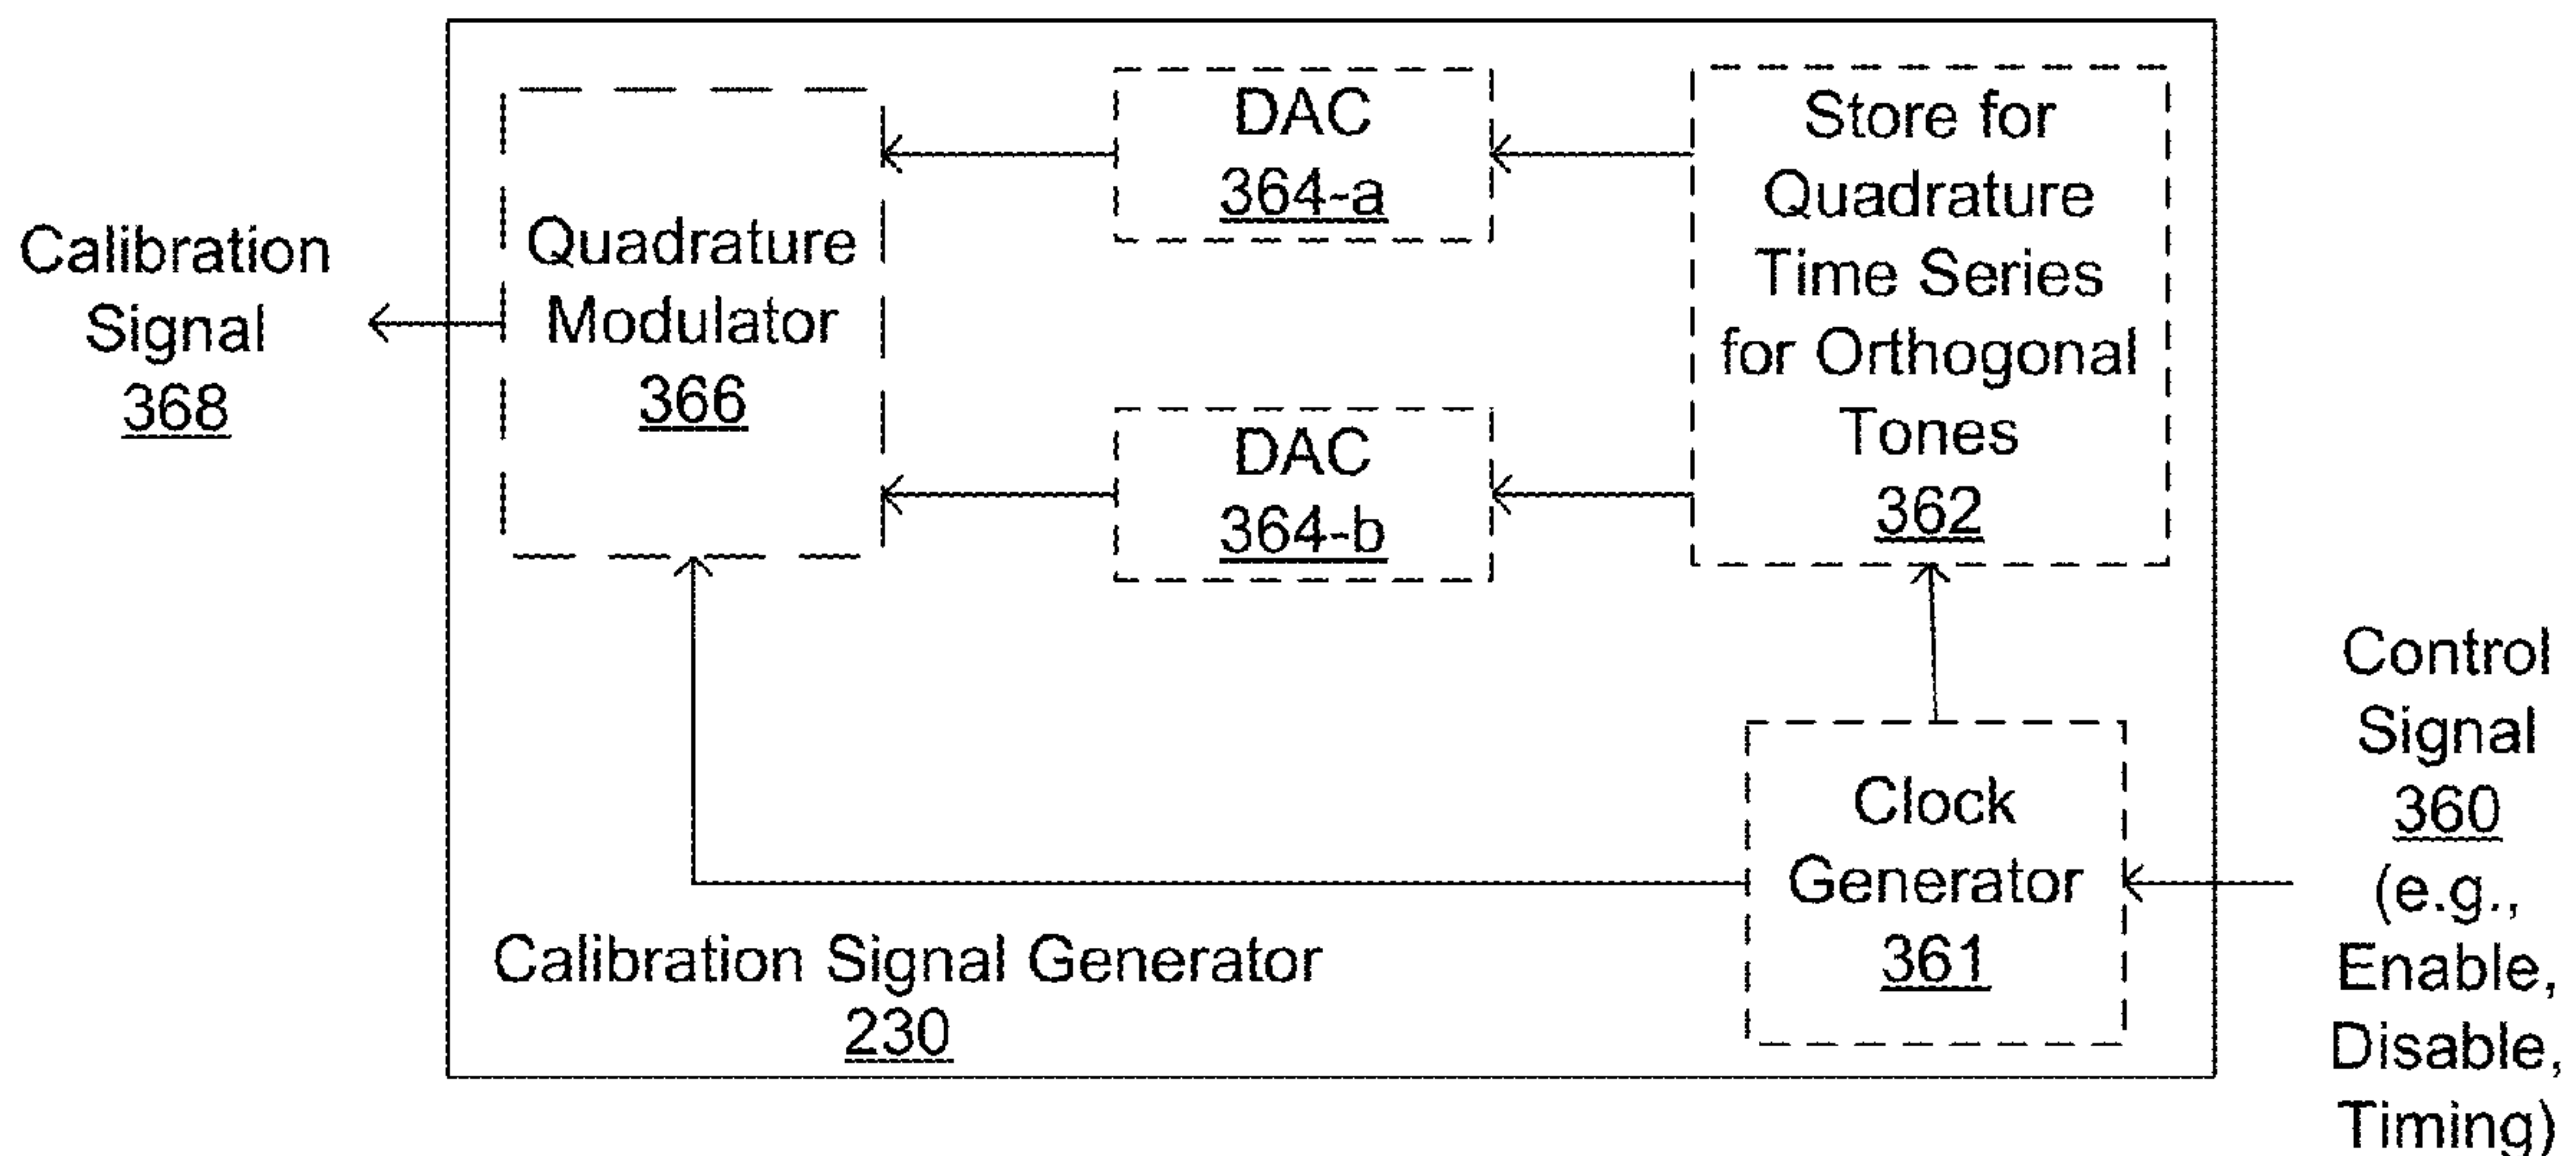 Calibration
Signal
368
Quadrature
Modulator
366
DAC
364-a
DAC
364-b
Store for
Quadrature
Time Series
for Orthogonal
Tones
362
Clock
Generator
361
Control
Signal
360
(e.g.,
Enable,
Disable,
Timing)
Calibration Signal Generator
230